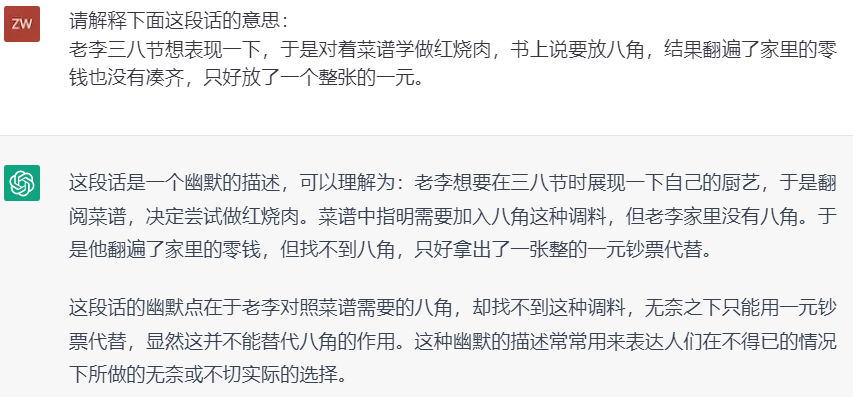 ZW
请解释下面这段话的意思：
老李三八节想表现一下，于是对着菜谱学做红烧肉，书上说要放八角，结果翻遍了家里的零
钱也没有凑齐，只好放了一个整张的一元。
这段话是一个幽默的描述，可以理解为：老李想要在三八节时展现一下自己的厨艺，于是翻
阅菜谱，决定尝试做红烧肉。菜谱中指明需要加入八角这种调料，但老李家里没有八角。于
是他翻遍了家里的零钱，但找不到八角，只好拿出了一张整的一元钞票代替。
这段话的幽默点在于老李对照菜谱需要的八角，却找不到这种调料，无奈之下只能用一元钞
票代替，显然这并不能替代八角的作用。这种幽默的描述常常用来表达人们在不得已的情况
下所做的无奈或不切实际的选择。